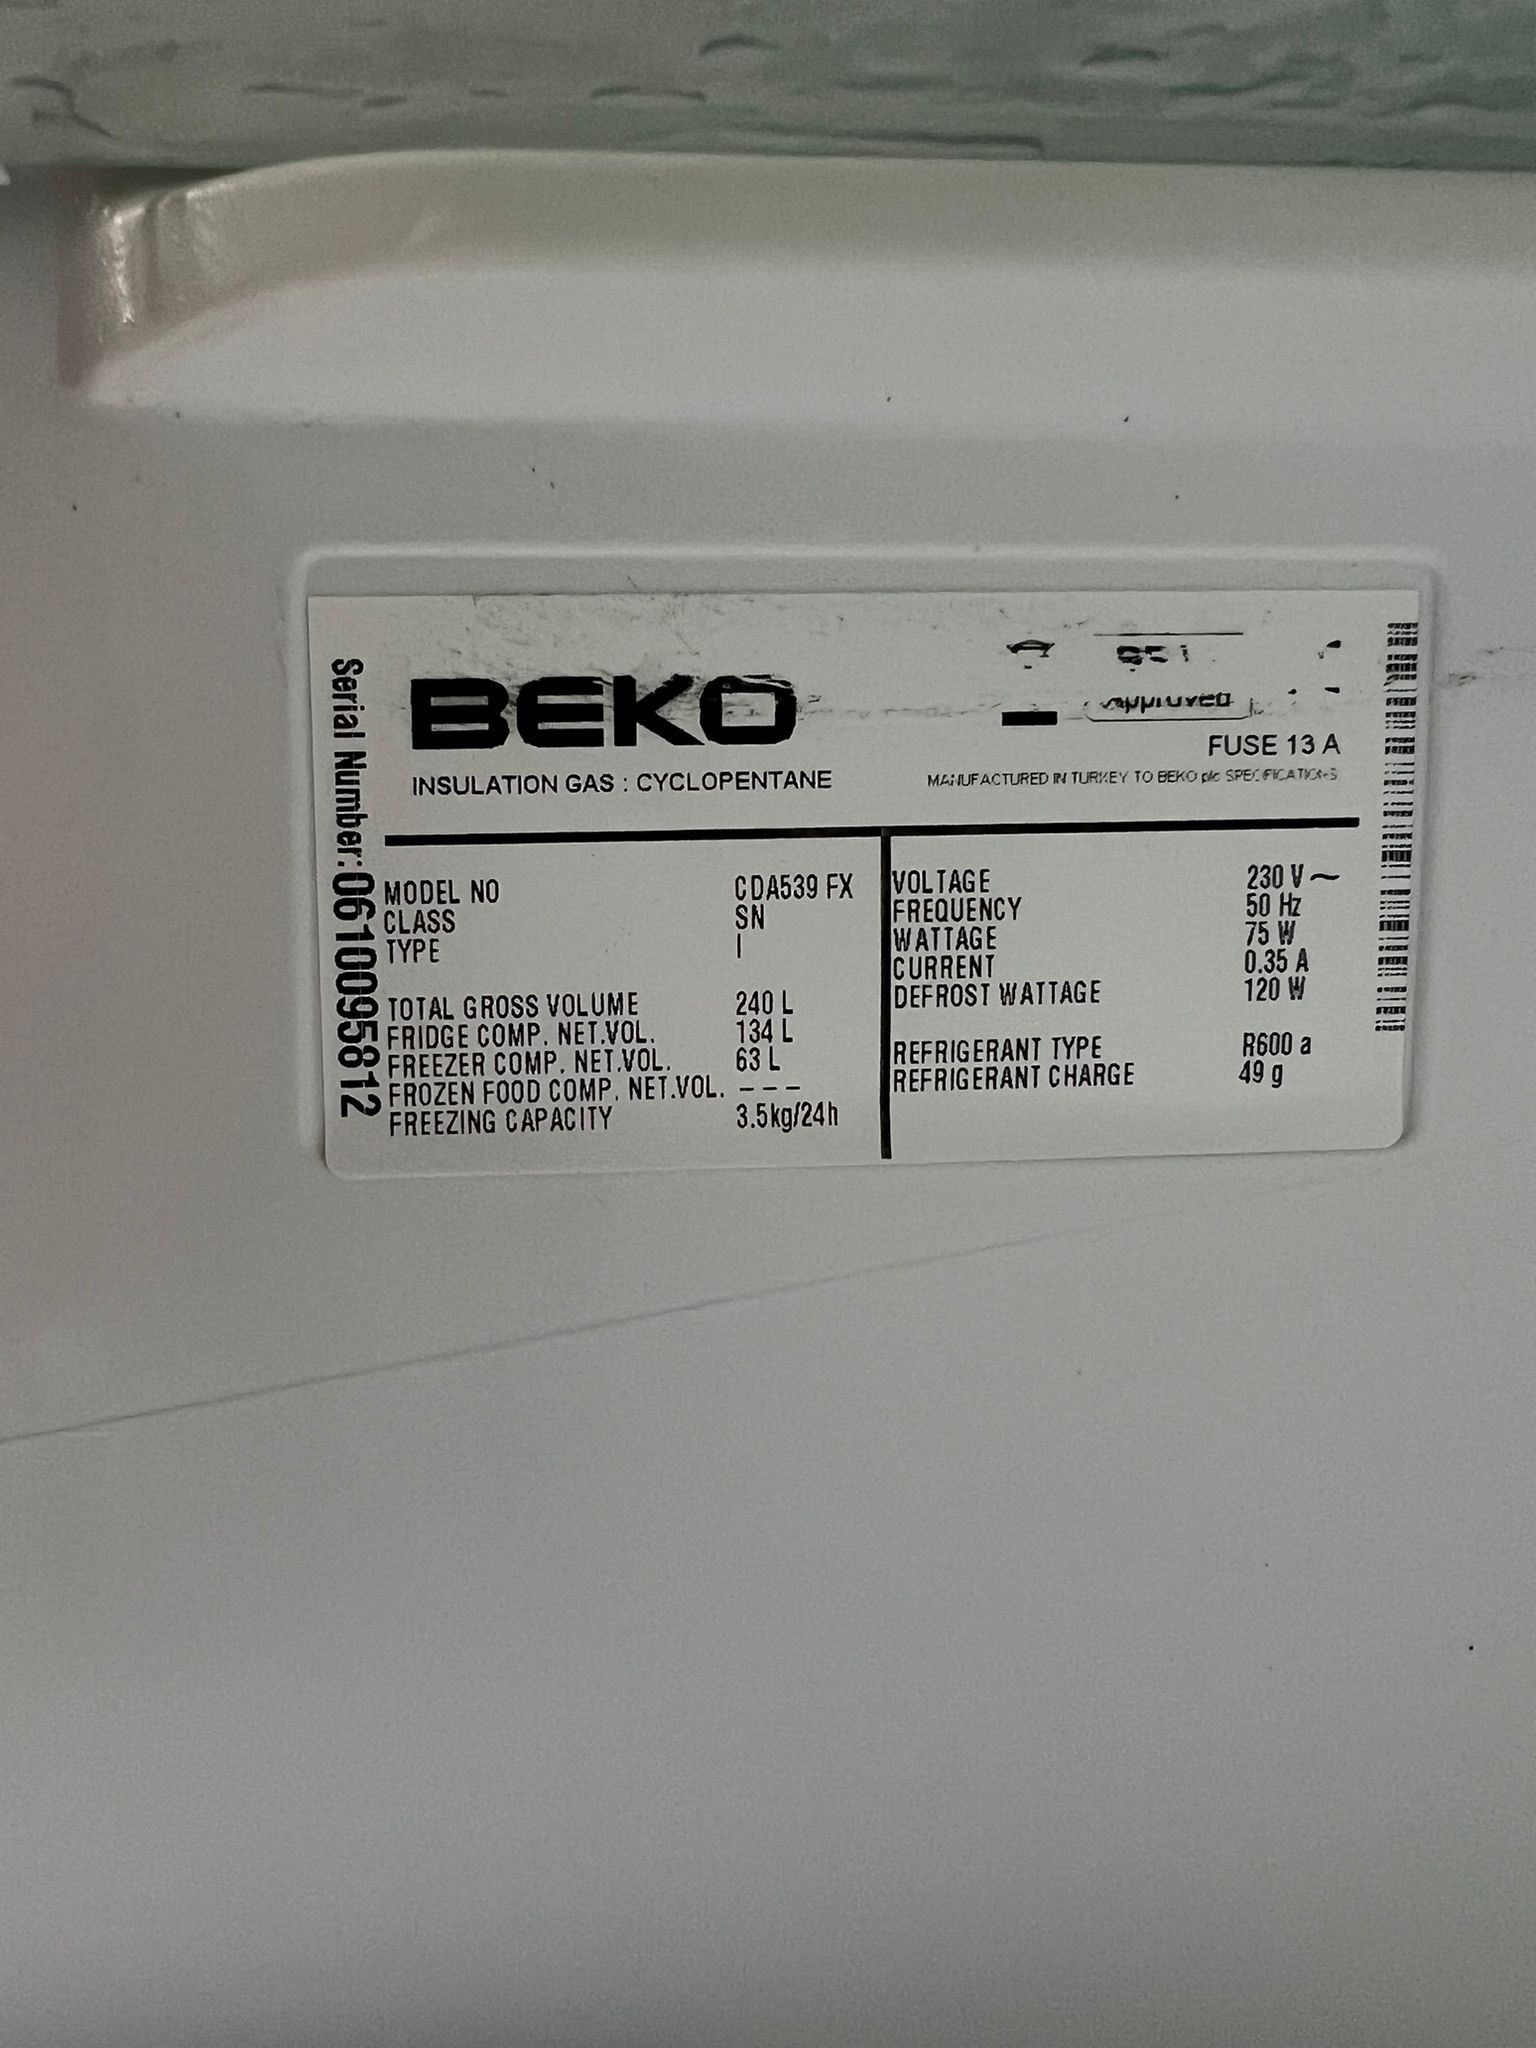 BEKO
Approved
FUSE 13 A
INSULATION GAS : CYCLOPENTANE
MANUFACTURED IN TURKEY TO BEKO plc SPECIFICATIONS
Serial Number: 0610095812
MODEL NO CDA539 FX
CLASS SN
TYPE I
TOTAL GROSS VOLUME 240 L
FRIDGE COMP. NET.VOL. 134 L
FREEZER COMP. NET.VOL. 63 L
FROZEN FOOD COMP. NET.VOL. - - -
FREEZING CAPACITY 3.5kg/24h
VOLTAGE 230 V ~
FREQUENCY 50 Hz
WATTAGE 75 W
CURRENT 0.35 A
DEFROST WATTAGE 120 W
REFRIGERANT TYPE R600 a
REFRIGERANT CHARGE 49 g